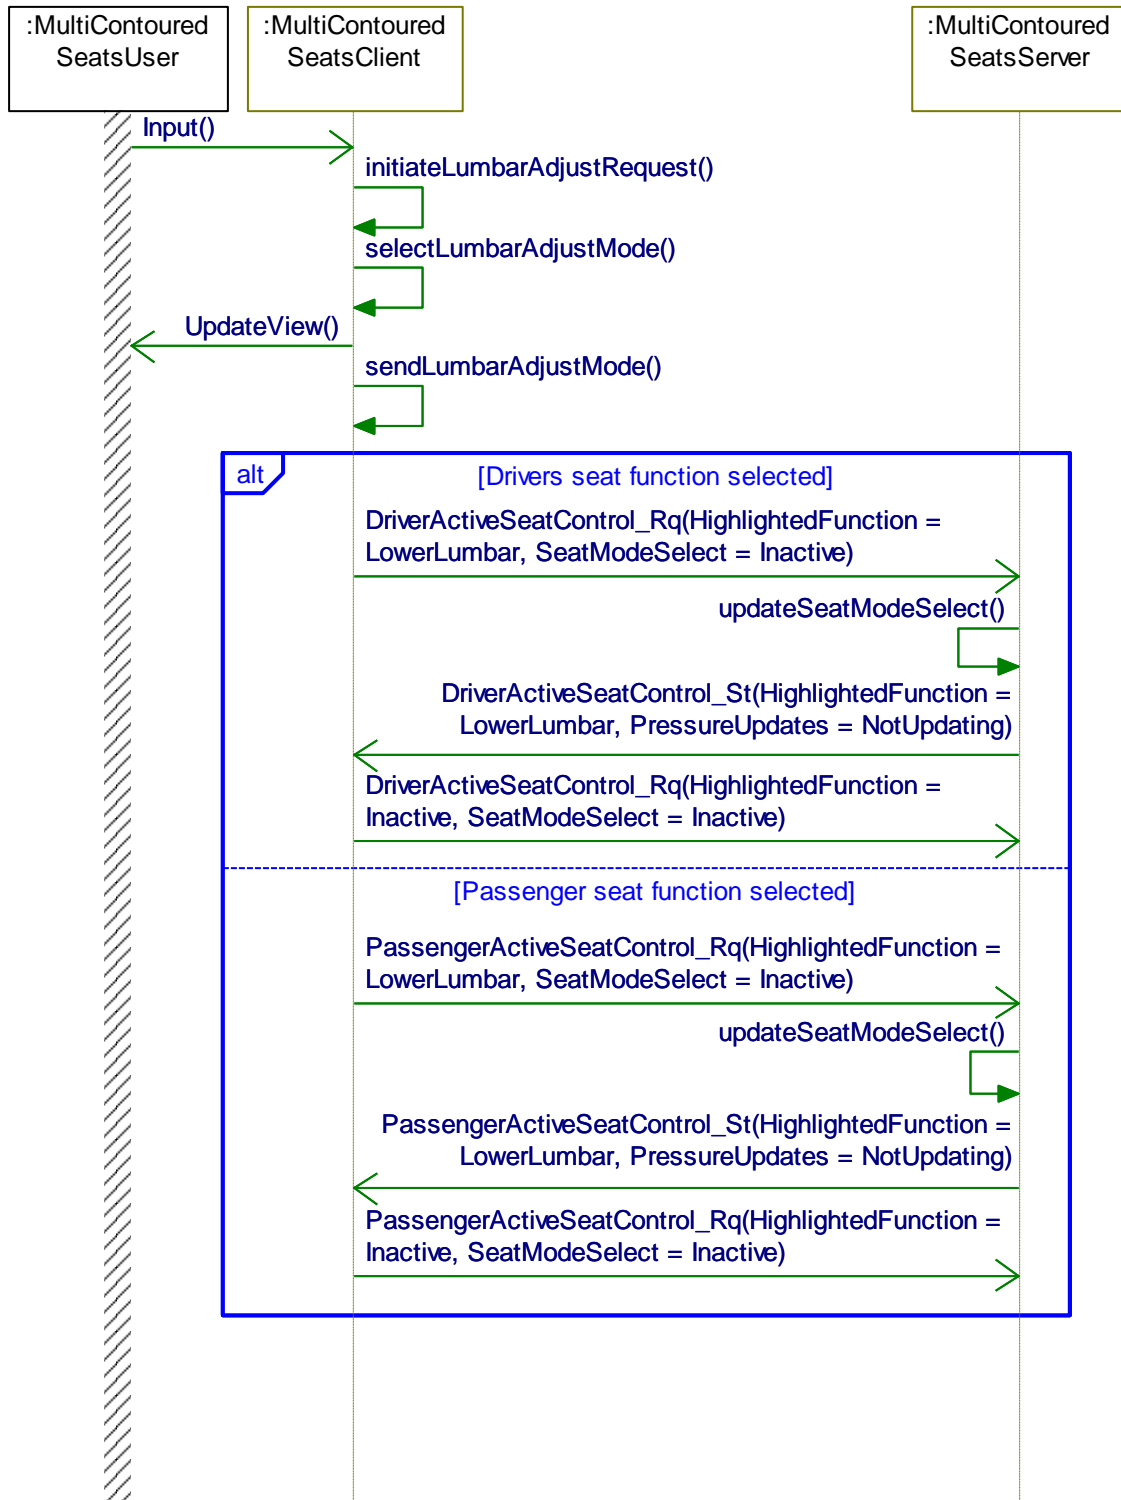 :MultiContoured
SeatsUser
:MultiContoured
SeatsClient
:MultiContoured
SeatsServer
Input()
initiateLumbarAdjustRequest()
selectLumbarAdjustMode()
UpdateView()
sendLumbarAdjustMode()
alt
[Drivers seat function selected]
DriverActiveSeatControl_Rq(HighlightedFunction =
LowerLumbar, SeatModeSelect = Inactive)
updateSeatModeSelect()
DriverActiveSeatControl_St(HighlightedFunction =
LowerLumbar, PressureUpdates = NotUpdating)
DriverActiveSeatControl_Rq(HighlightedFunction =
Inactive, SeatModeSelect = Inactive)
[Passenger seat function selected]
PassengerActiveSeatControl_Rq(HighlightedFunction =
LowerLumbar, SeatModeSelect = Inactive)
updateSeatModeSelect()
PassengerActiveSeatControl_St(HighlightedFunction =
LowerLumbar, PressureUpdates = NotUpdating)
PassengerActiveSeatControl_Rq(HighlightedFunction =
Inactive, SeatModeSelect = Inactive)